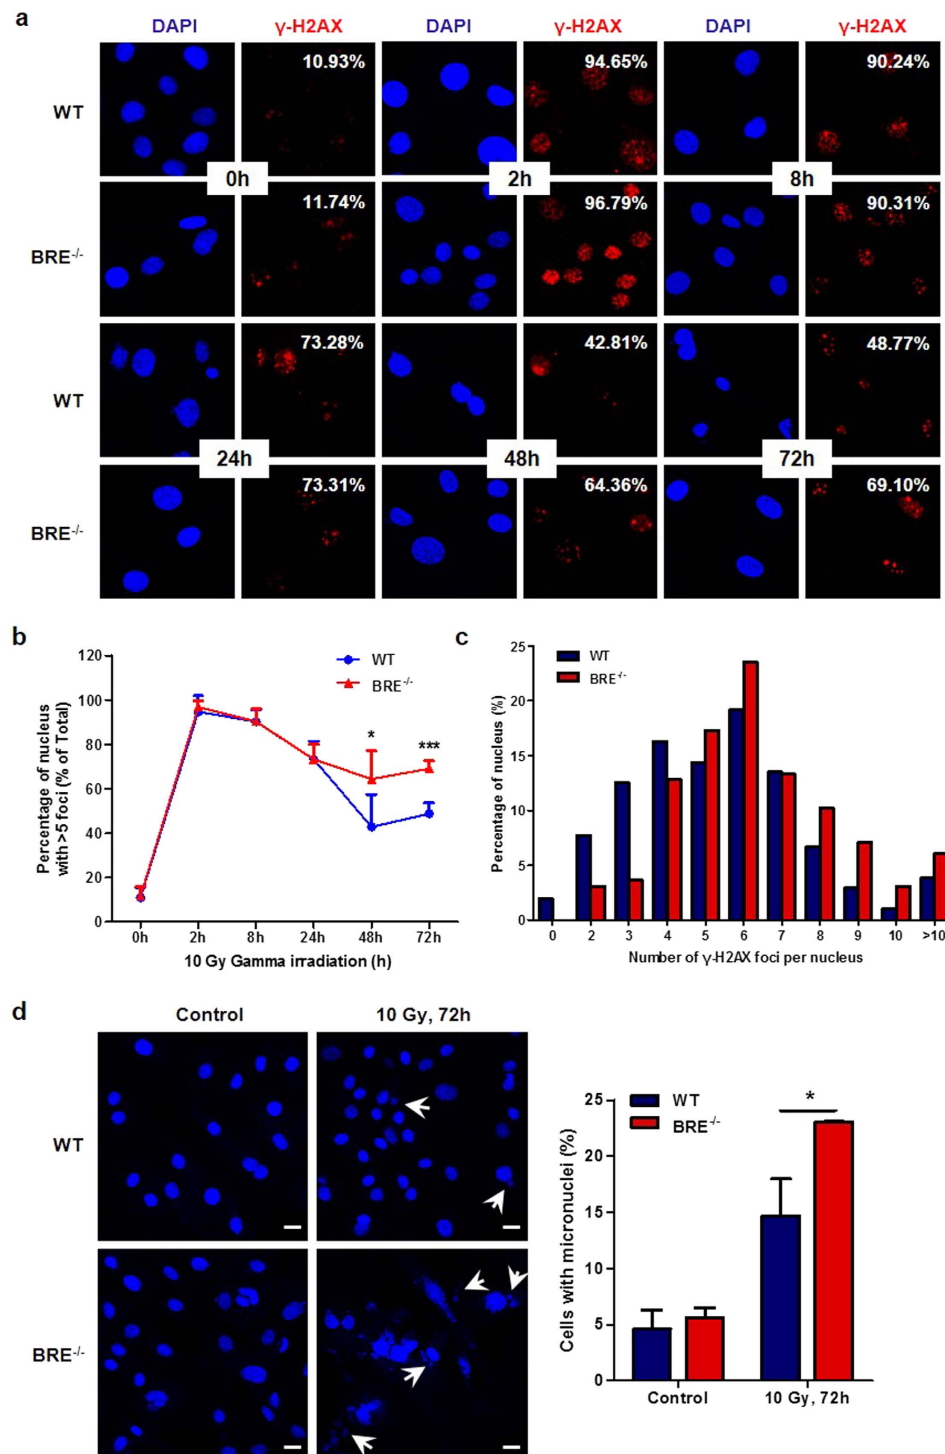 a
DAPI γ-H2AX DAPI γ-H2AX DAPI γ-H2AX
WT 10.93% 94.65% 90.24%
0h 2h 8h
BRE-/- 11.74% 96.79% 90.31%
WT 73.28% 42.81% 48.77%
24h 48h 72h
BRE-/- 73.31% 64.36% 69.10%
b
Percentage of nucleus
with >5 foci (% of Total)
120
100
80
60
40
20
0
WT
BRE-/-
* ***
0h 2h 8h 24h 48h 72h
10 Gy Gamma irradiation (h)
c
Percentage of nucleus (%)
25
20
15
10
5
0
WT
BRE-/-
0 2 3 4 5 6 7 8 9 10 >10
Number of γ-H2AX foci per nucleus
d
Control 10 Gy, 72h
WT
BRE-/-
Cells with micronuclei (%)
25
20
15
10
5
0
WT
BRE-/-
*
Control 10 Gy, 72h